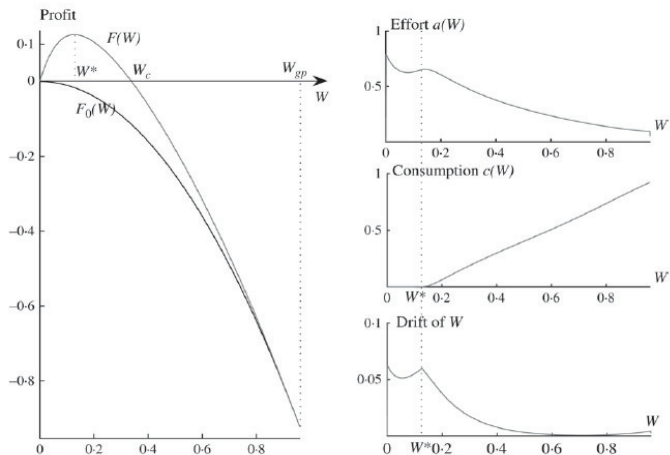 Profit
0·1
F(W)
W*
W_c
W_gp
0
W
F₀(W)
−0·2
−0·4
−0·6
−0·8
0
0·2
0·4
0·6
0·8
Effort a(W)
1
0·5
W
0
0·2
0·4
0·6
0·8
Consumption c(W)
1
0·5
W
0
W*
0·2
0·4
0·6
0·8
Drift of W
0·1
0·05
W
0
W*
0·2
0·4
0·6
0·8